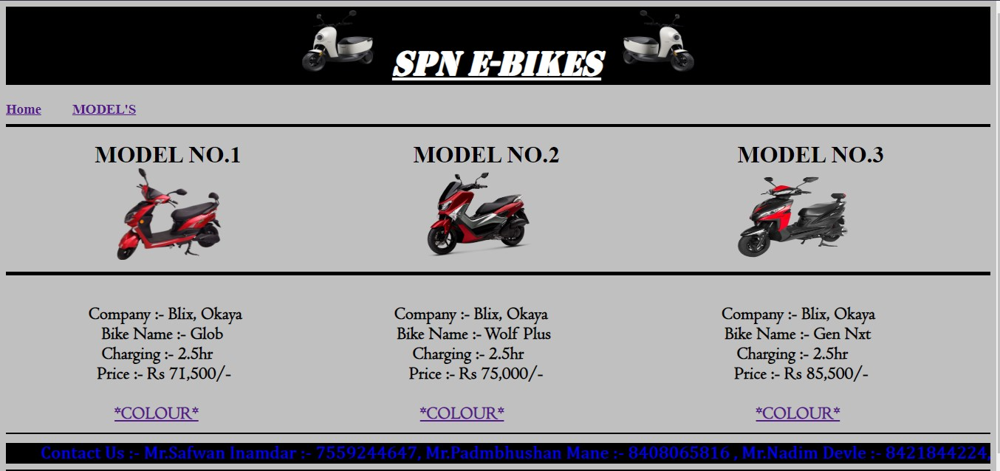 SPN E-BIKES
Home MODEL'S
MODEL NO.1 MODEL NO.2 MODEL NO.3
Company :- Blix, Okaya Company :- Blix, Okaya Company :- Blix, Okaya
Bike Name :- Glob Bike Name :- Wolf Plus Bike Name :- Gen Nxt
Charging :- 2.5hr Charging :- 2.5hr Charging :- 2.5hr
Price :- Rs 71,500/- Price :- Rs 75,000/- Price :- Rs 85,500/-
*COLOUR* *COLOUR* *COLOUR*
Contact Us :- Mr.Safwan Inamdar :- 7559244647, Mr.Padmbhushan Mane :- 8408065816 , Mr.Nadim Devle :- 8421844224,